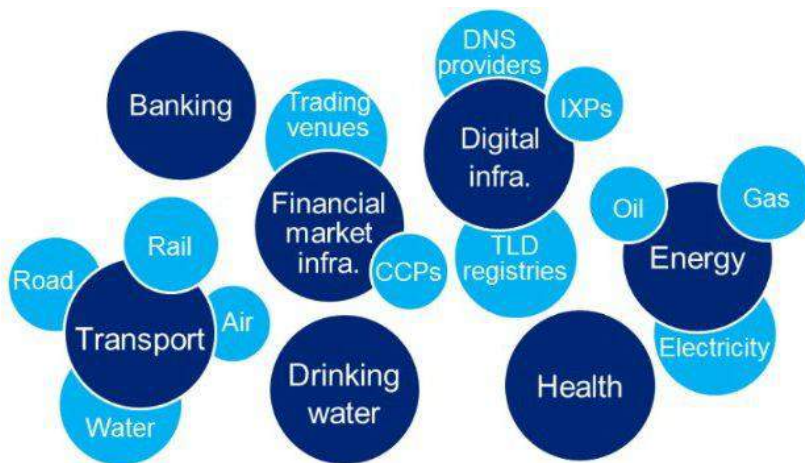 Banking
Trading
venues
DNS
providers
IXPs
Digital
infra.
Financial
market
infra.
CCPs
TLD
registries
Oil
Gas
Energy
Electricity
Road
Rail
Air
Transport
Water
Drinking
water
Health